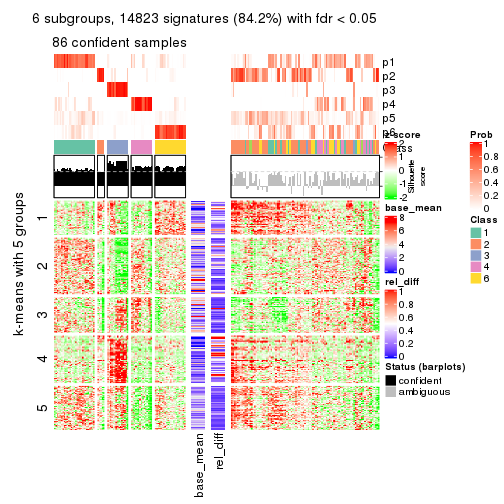 6 subgroups, 14823 signatures (84.2%) with fdr < 0.05
86 confident samples
p1
p2
p3
p4
p5
p6
Class
Silhouette
score
k-means with 5 groups
1
2
3
4
5
base_mean
rel_diff
z-score
2
1
0
-1
-2
base_mean
8
6
4
2
0
rel_diff
1
0.8
0.6
0.4
0.2
0
Status (barplots)
confident
ambiguous
Prob
1
0.8
0.6
0.4
0.2
0
Class
1
2
3
4
6